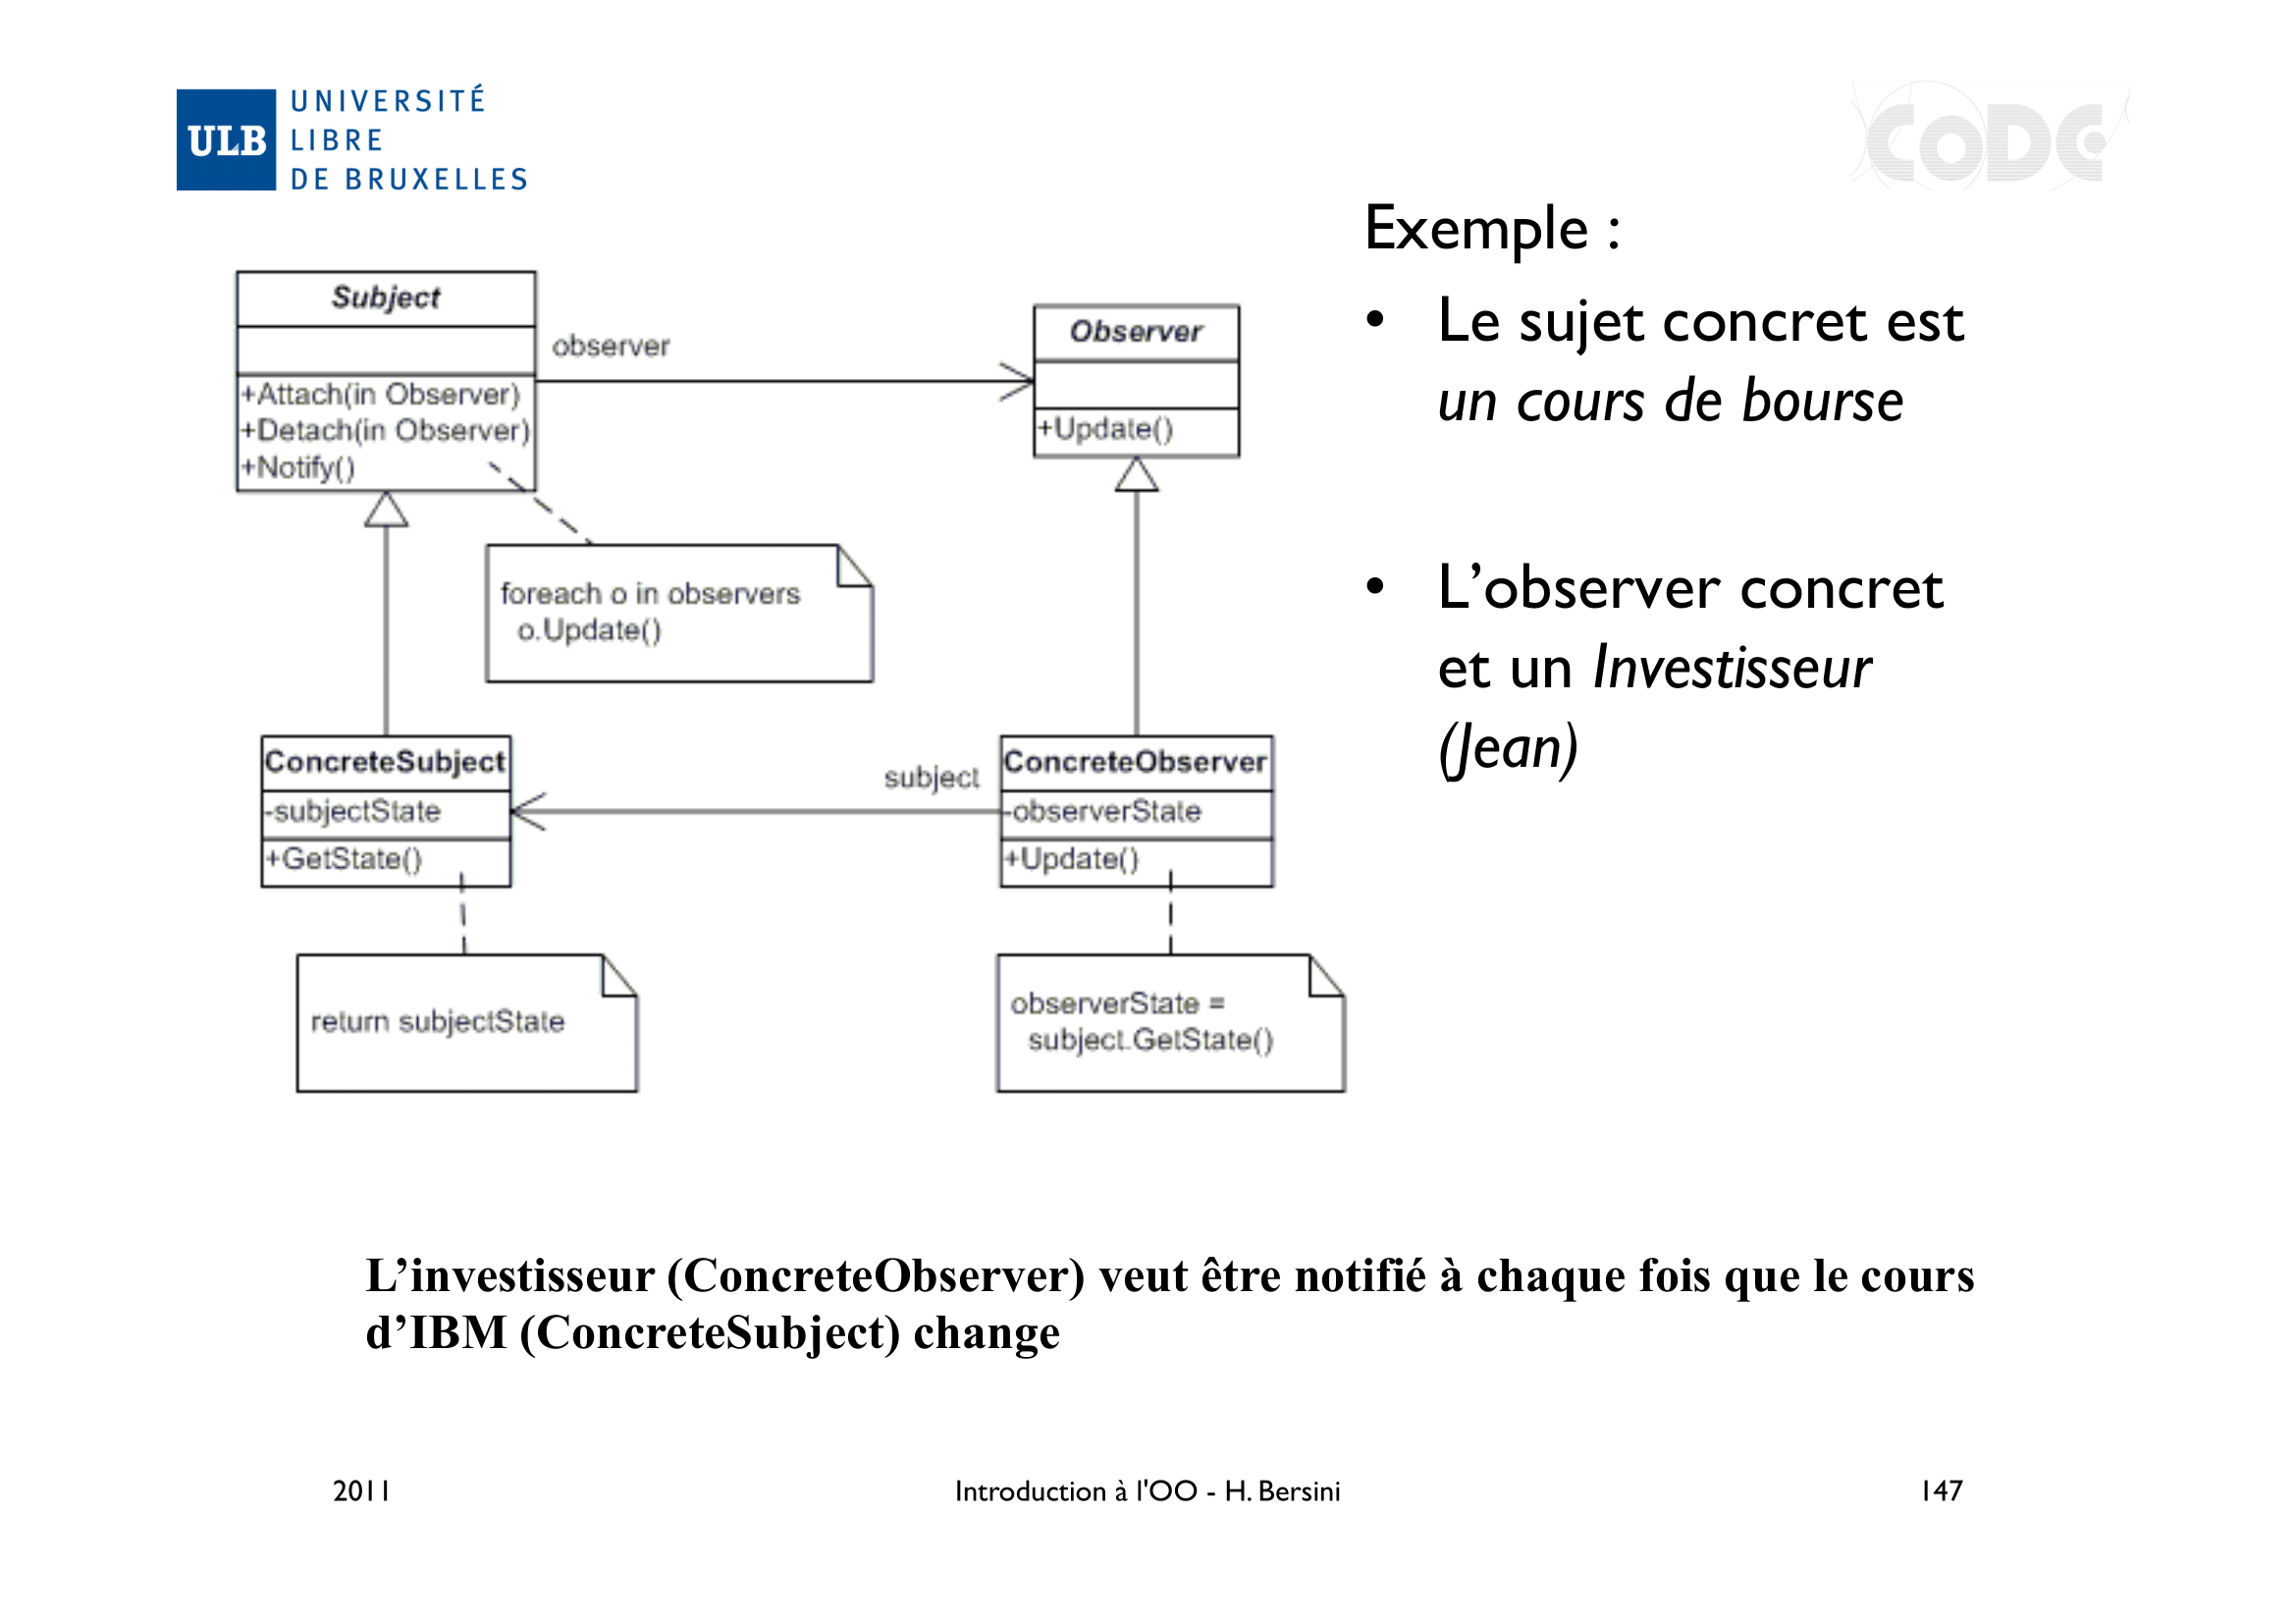 ULB
UNIVERSITÉ
LIBRE
DE BRUXELLES
CODE
Subject
+Attach(in Observer)
+Detach(in Observer)
+Notify()
observer
Observer
+Update()
foreach o in observers
o.Update()
ConcreteSubject
-subjectState
+GetState()
subject
ConcreteObserver
-observerState
+Update()
return subjectState
observerState =
subject.GetState()
Exemple :
• Le sujet concret est
un cours de bourse
• L’observer concret
et un Investisseur
(Jean)
L’investisseur (ConcreteObserver) veut être notifié à chaque fois que le cours
d’IBM (ConcreteSubject) change
2011
Introduction à l'OO - H. Bersini
147